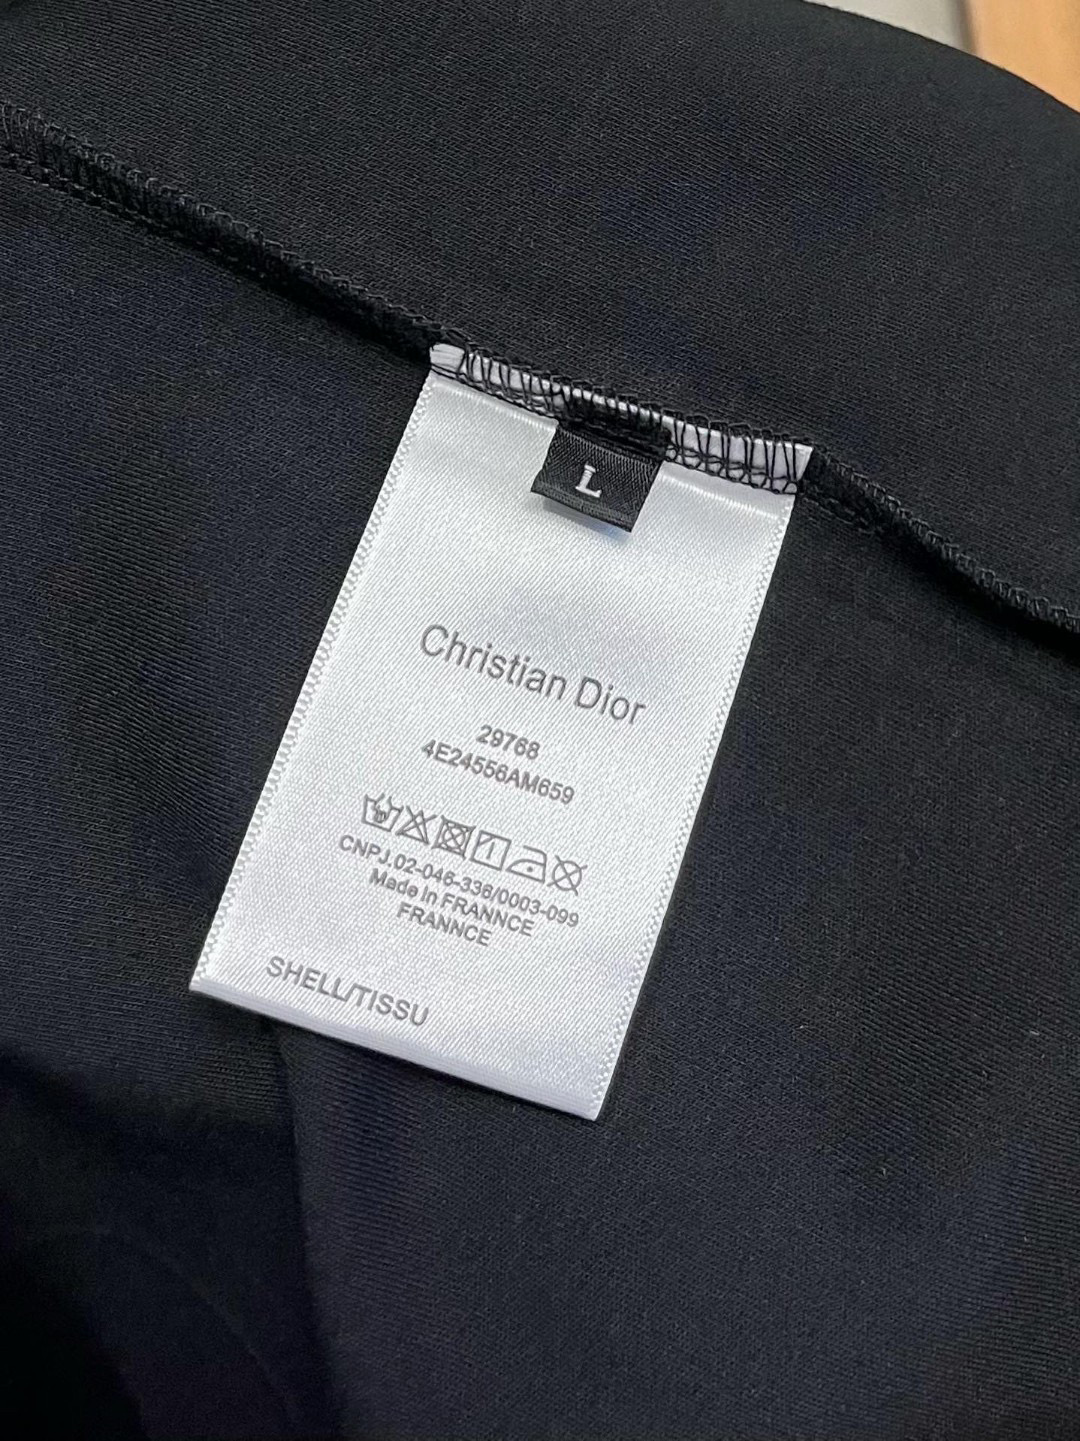 L
Christian Dior
29768
4E24556AM659
CNPJ.02-046-336/0003-099
Made In FRANNCE
FRANNCE
SHELL/TISSU